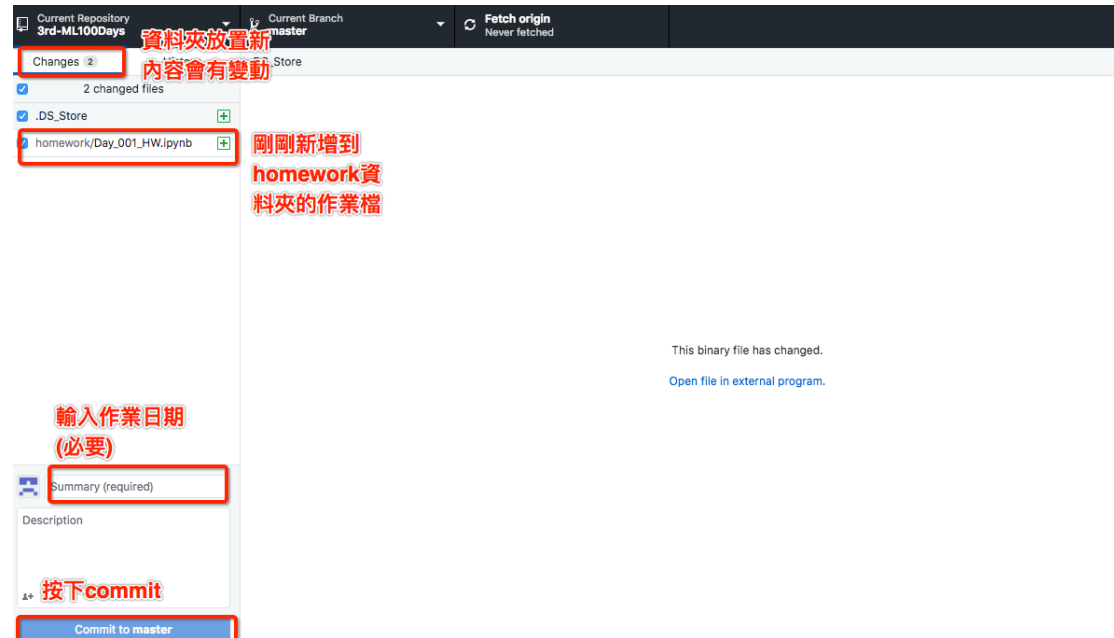 Current Repository
3rd-ML100Days
Current Branch
master
Fetch origin
Never fetched
資料夾放置新
內容會有變動
Changes 2
Store
2 changed files
.DS_Store
homework/Day_001_HW.ipynb
剛剛新增到
homework資
料夾的作業檔
This binary file has changed.
Open file in external program.
輸入作業日期
(必要)
Summary (required)
Description
按下commit
Commit to master